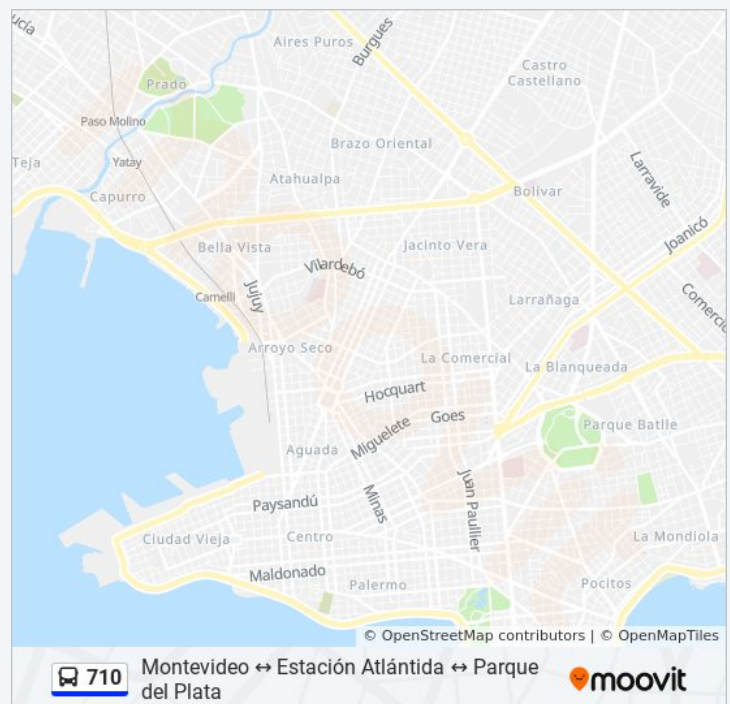 ucía
Aires Puros
Burgues
Castro
Castellano
Prado
Paso Molino
Brazo Oriental
Teja
Yatay
Larravide
Atahualpa
Bolívar
Capurro
Joanicó
Bella Vista
Jacinto Vera
Vilardebó
Jujuy
Camelli
Larrañaga
Comercio
Arroyo Seco
La Comercial
La Blanqueada
Hocquart
Goes
Parque Batlle
Miguelete
Aguada
Juan Paullier
Minas
Paysandú
Ciudad Vieja
Centro
La Mondiola
Maldonado
Palermo
Pocitos
© OpenStreetMap contributors | © OpenMapTiles
710
Montevideo ↔ Estación Atlántida ↔ Parque
del Plata
moovit